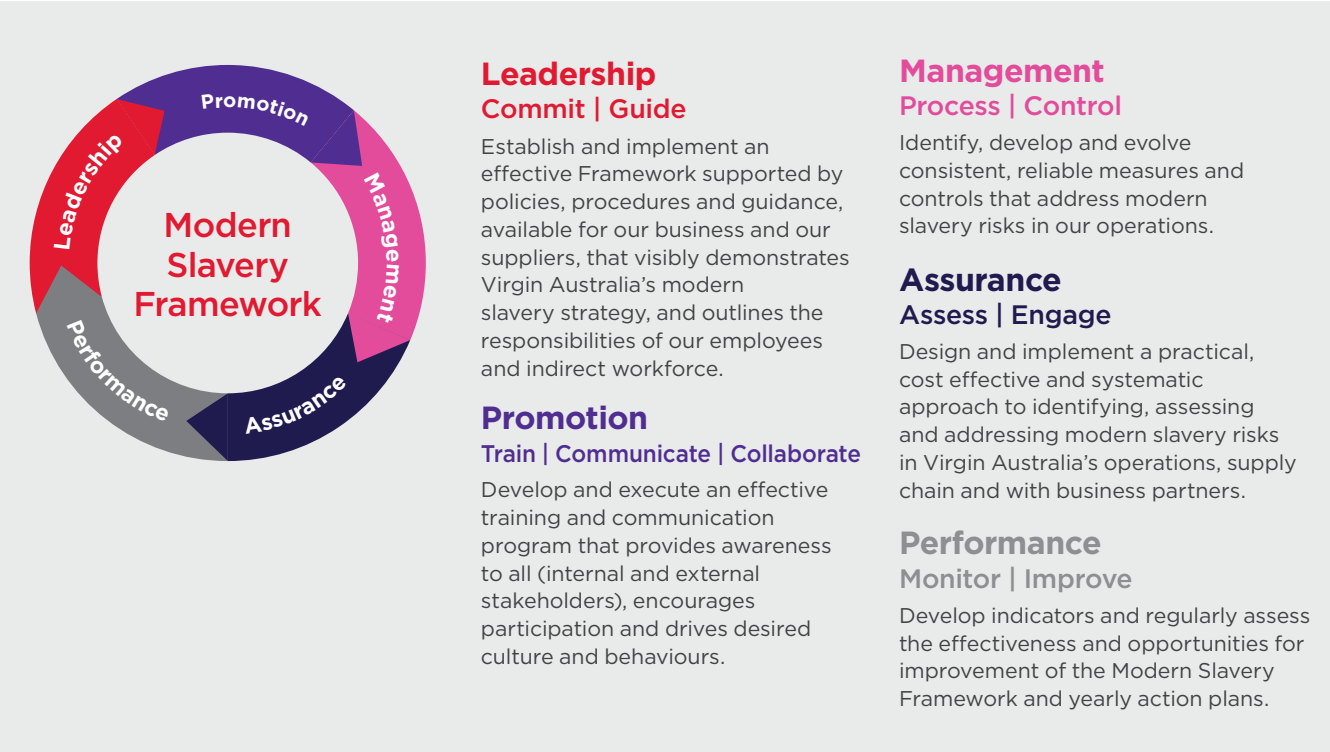 Promotion
Leadership
Management
Modern
Slavery
Framework
Performance
Assurance
Leadership
Commit | Guide
Establish and implement an
effective Framework supported by
policies, procedures and guidance,
available for our business and our
suppliers, that visibly demonstrates
Virgin Australia’s modern
slavery strategy, and outlines the
responsibilities of our employees
and indirect workforce.
Promotion
Train | Communicate | Collaborate
Develop and execute an effective
training and communication
program that provides awareness
to all (internal and external
stakeholders), encourages
participation and drives desired
culture and behaviours.
Management
Process | Control
Identify, develop and evolve
consistent, reliable measures and
controls that address modern
slavery risks in our operations.
Assurance
Assess | Engage
Design and implement a practical,
cost effective and systematic
approach to identifying, assessing
and addressing modern slavery risks
in Virgin Australia’s operations, supply
chain and with business partners.
Performance
Monitor | Improve
Develop indicators and regularly assess
the effectiveness and opportunities for
improvement of the Modern Slavery
Framework and yearly action plans.